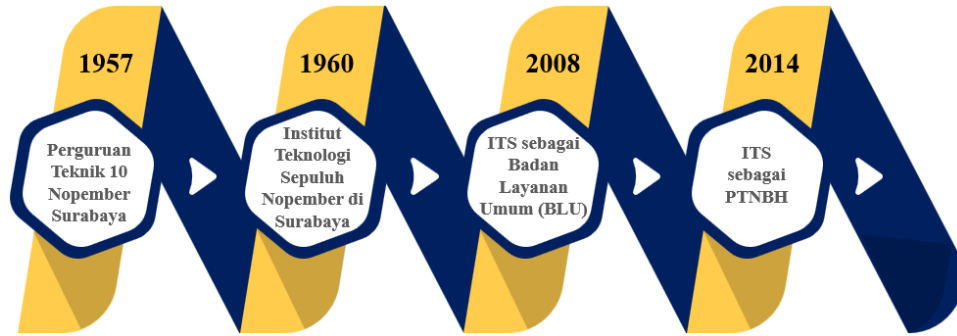 1957
Perguruan
Teknik 10
Nopember
Surabaya
1960
Institut
Teknologi
Sepuluh
Nopember di
Surabaya
2008
ITS sebagai
Badan
Layanan
Umum (BLU)
2014
ITS
sebagai
PTNBH